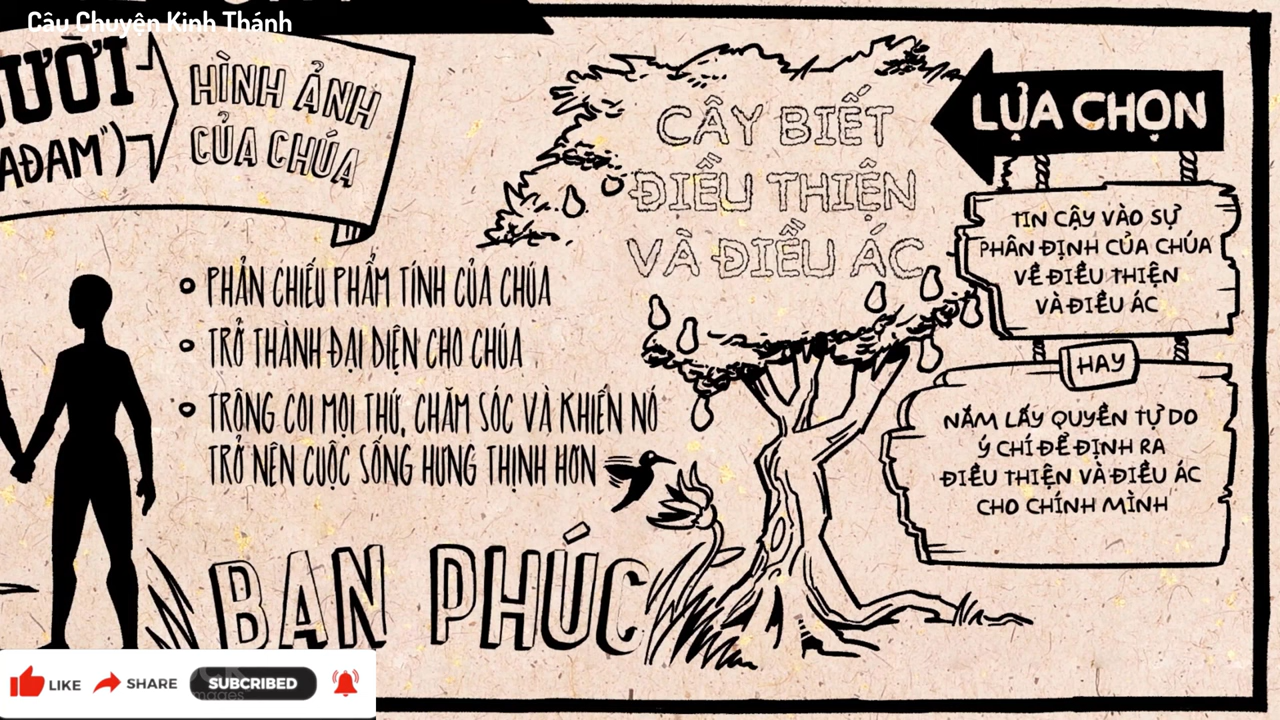 Câu Chuyện Kinh Thánh
HÌNH ẢNH
CỦA CHÚA
AĐAM")
PHẢN CHIẾU PHẨM TÍNH CỦA CHÚA
TRỞ THÀNH ĐẠI DIỆN CHO CHÚA
TRÔNG COI MỌI THỨ, CHĂM SÓC VÀ KHIẾN NÓ
TRỞ NÊN CUỘC SỐNG HƯNG THỊNH HƠN
BAN PHÚC
CÂY BIẾT
ĐIỀU THIỆN
VÀ ĐIỀU ÁC
LỰA CHỌN
TIN CẬY VÀO SỰ
PHÂN ĐỊNH CỦA CHÚA
VỀ ĐIỀU THIỆN
VÀ ĐIỀU ÁC
HAY
NẮM LẤY QUYỀN TỰ DO
Ý CHÍ ĐỂ ĐỊNH RA
ĐIỀU THIỆN VÀ ĐIỀU ÁC
CHO CHÍNH MÌNH
LIKE
SHARE
SUBCRIBED